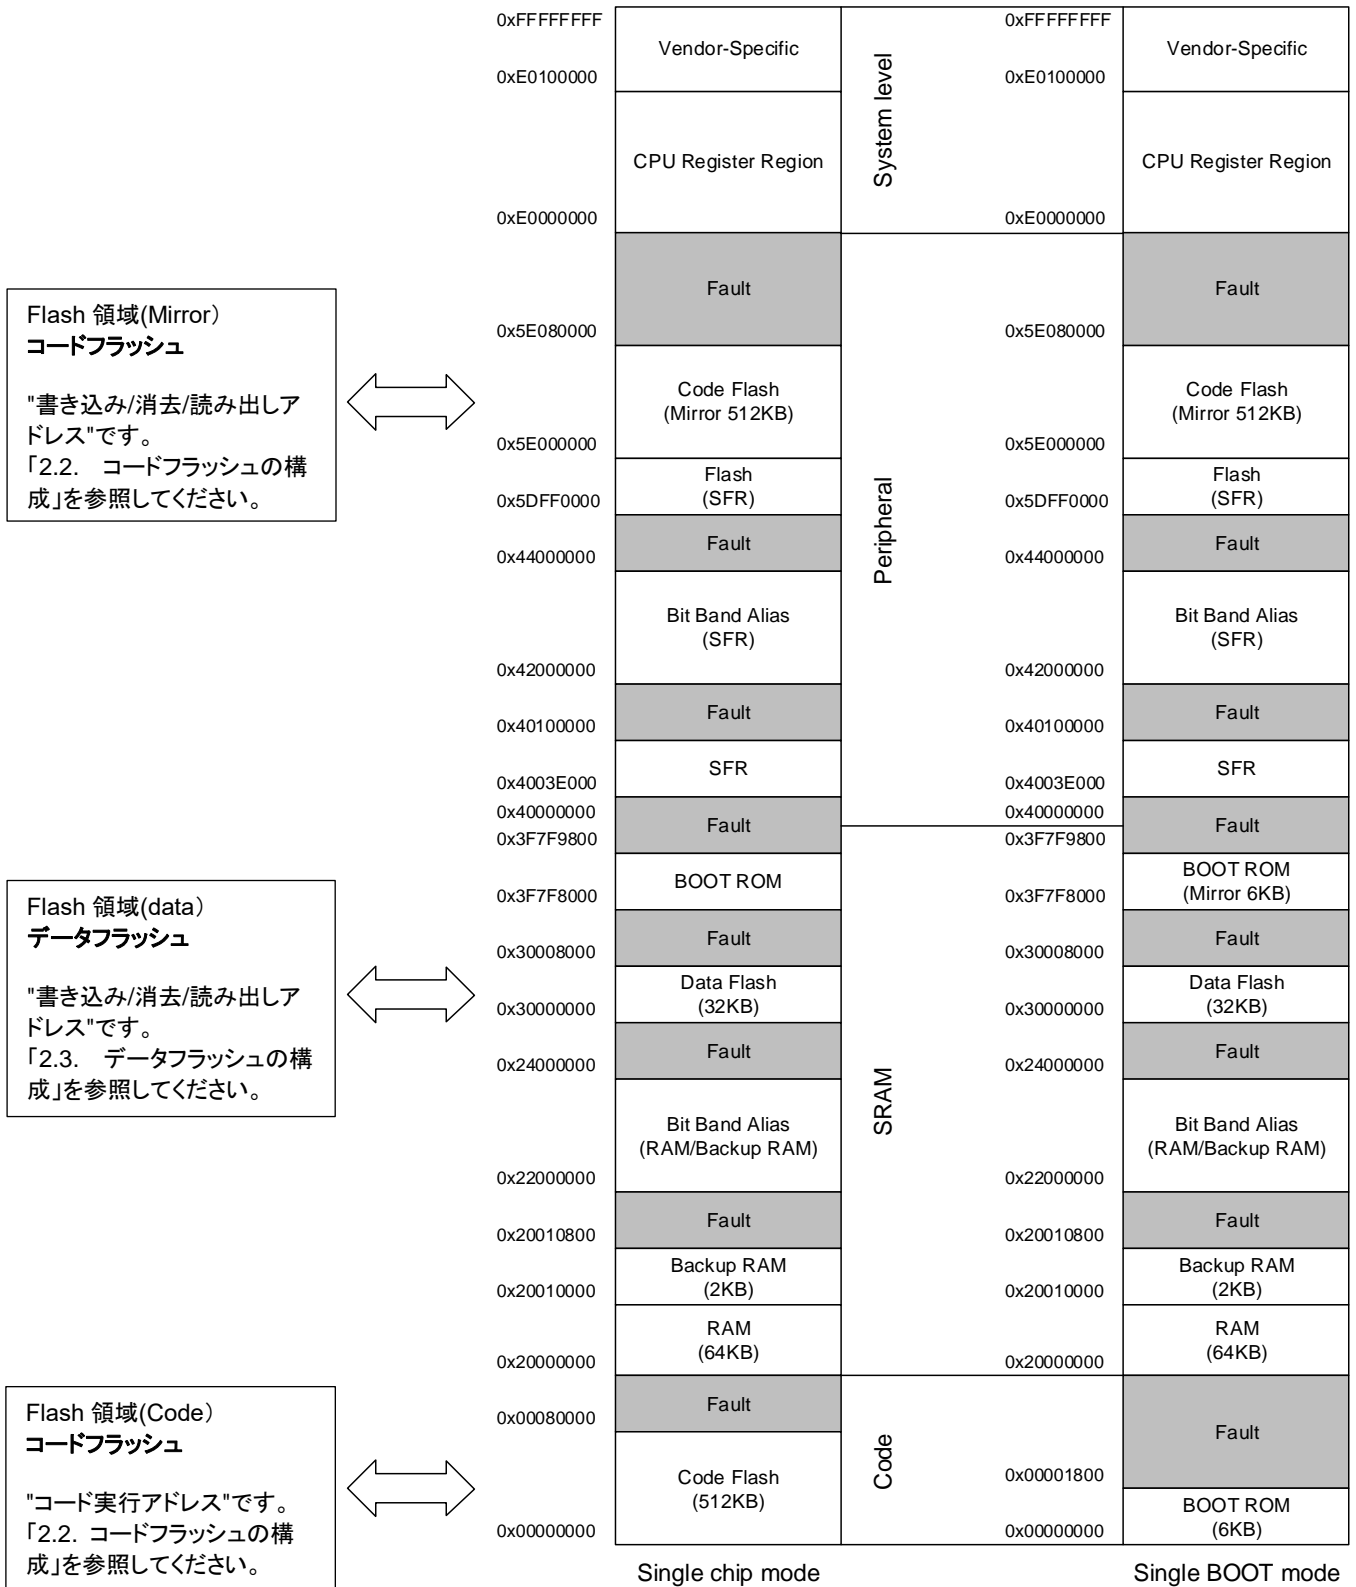 Flash 領域(Mirror）
コードフラッシュ
"書き込み/消去/読み出しア
ドレス"です。
「2.2. コードフラッシュの構
成」を参照してください。
Flash 領域(data）
データフラッシュ
"書き込み/消去/読み出しア
ドレス"です。
「2.3. データフラッシュの構
成」を参照してください。
Flash 領域(Code）
コードフラッシュ
"コード実行アドレス"です。
「2.2. コードフラッシュの構
成」を参照してください。
0xFFFFFFFF
Vendor-Specific
0xE0100000
CPU Register Region
0xE0000000
Fault
0x5E080000
Code Flash
(Mirror 512KB)
0x5E000000
Flash
(SFR)
0x5DFF0000
Fault
0x44000000
Bit Band Alias
(SFR)
0x42000000
Fault
0x40100000
SFR
0x4003E000
0x40000000
Fault
0x3F7F9800
BOOT ROM
0x3F7F8000
Fault
0x30008000
Data Flash
(32KB)
0x30000000
Fault
0x24000000
Bit Band Alias
(RAM/Backup RAM)
0x22000000
Fault
0x20010800
Backup RAM
(2KB)
0x20010000
RAM
(64KB)
0x20000000
Fault
0x00080000
Code Flash
(512KB)
0x00000000
Single chip mode
System level
Peripheral
SRAM
Code
0xFFFFFFFF
Vendor-Specific
0xE0100000
CPU Register Region
0xE0000000
Fault
0x5E080000
Code Flash
(Mirror 512KB)
0x5E000000
Flash
(SFR)
0x5DFF0000
Fault
0x44000000
Bit Band Alias
(SFR)
0x42000000
Fault
0x40100000
SFR
0x4003E000
0x40000000
Fault
0x3F7F9800
BOOT ROM
(Mirror 6KB)
0x3F7F8000
Fault
0x30008000
Data Flash
(32KB)
0x30000000
Fault
0x24000000
Bit Band Alias
(RAM/Backup RAM)
0x22000000
Fault
0x20010800
Backup RAM
(2KB)
0x20010000
RAM
(64KB)
0x20000000
Fault
0x00001800
BOOT ROM
(6KB)
0x00000000
Single BOOT mode